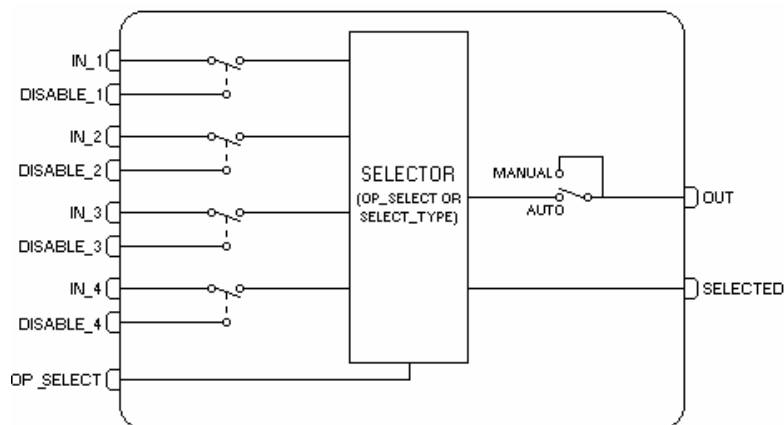 IN_1
DISABLE_1
IN_2
DISABLE_2
IN_3
DISABLE_3
IN_4
DISABLE_4
OP_SELECT
SELECTOR
(OP_SELECT OR
SELECT_TYPE)
MANUAL
AUTO
OUT
SELECTED